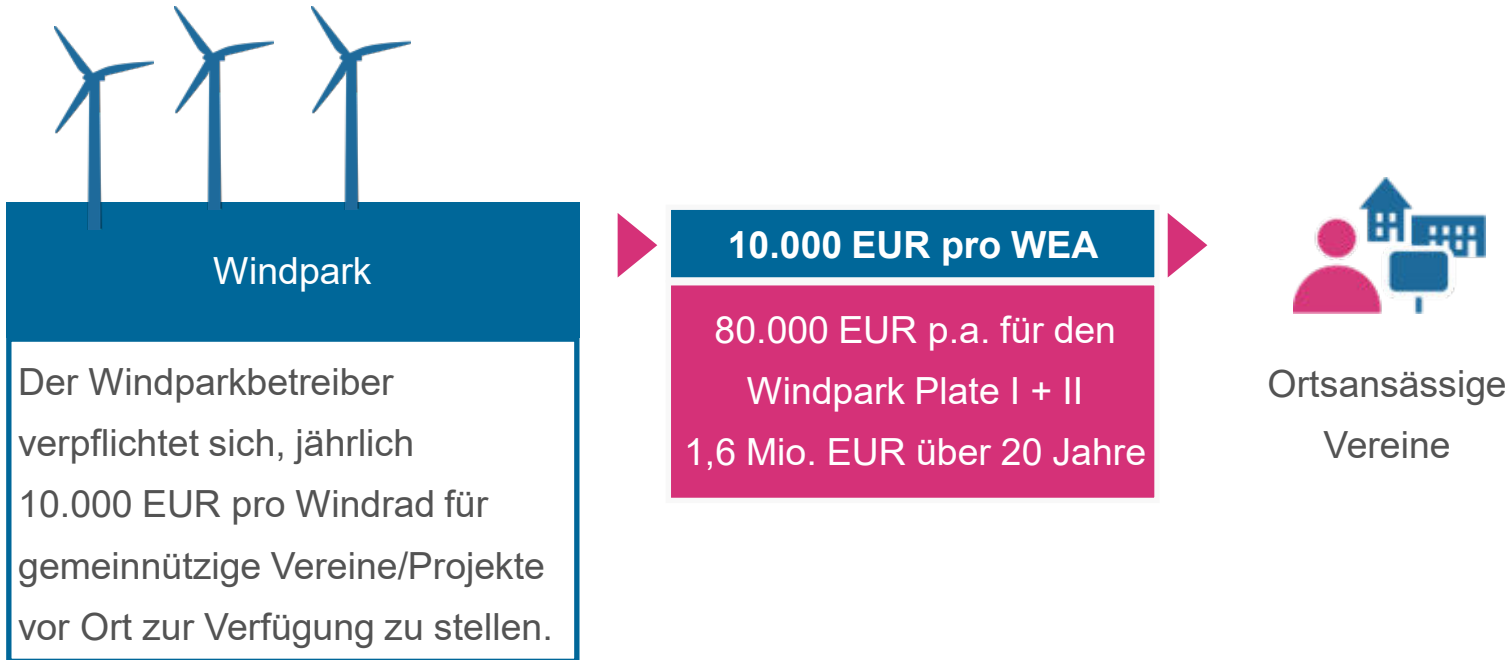 Windpark
Der Windparkbetreiber
verpflichtet sich, jährlich
10.000 EUR pro Windrad für
gemeinnützige Vereine/Projekte
vor Ort zur Verfügung zu stellen.
10.000 EUR pro WEA
80.000 EUR p.a. für den
Windpark Plate I + II
1,6 Mio. EUR über 20 Jahre
Ortsansässige
Vereine